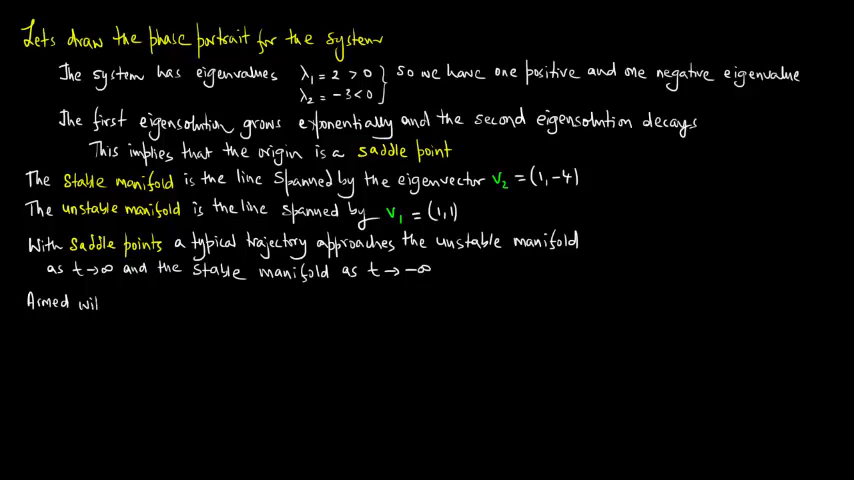 Lets draw the phase portrait for the system
The system has eigenvalues λ₁ = 2 > 0 } so we have one positive and one negative eigenvalue
λ₂ = -3 < 0
The first eigensolution grows exponentially and the second eigensolution decays
This implies that the origin is a saddle point
The stable manifold is the line spanned by the eigenvector v₂ = (1, -4)
The unstable manifold is the line spanned by v₁ = (1, 1)
With saddle points a typical trajectory approaches the unstable manifold
as t → ∞ and the stable manifold as t → -∞
Armed wil